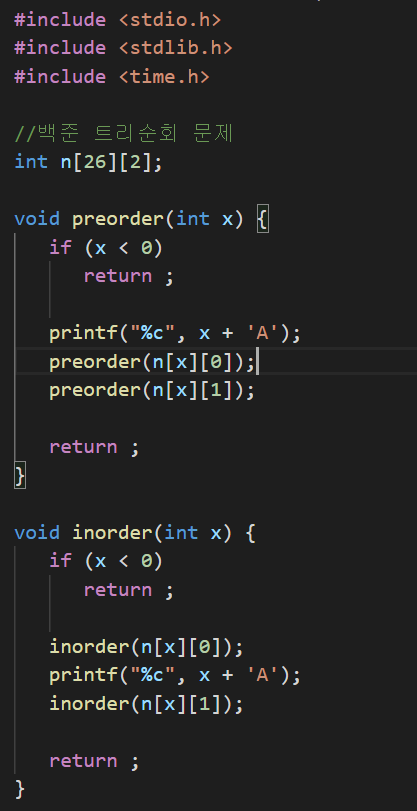 #include <stdio.h>
#include <stdlib.h>
#include <time.h>
//백준 트리순회 문제
int n[26][2];
void preorder(int x) {
if (x < 0)
return ;
printf("%c", x + 'A');
preorder(n[x][0]);
preorder(n[x][1]);
return ;
}
void inorder(int x) {
if (x < 0)
return ;
inorder(n[x][0]);
printf("%c", x + 'A');
inorder(n[x][1]);
return ;
}